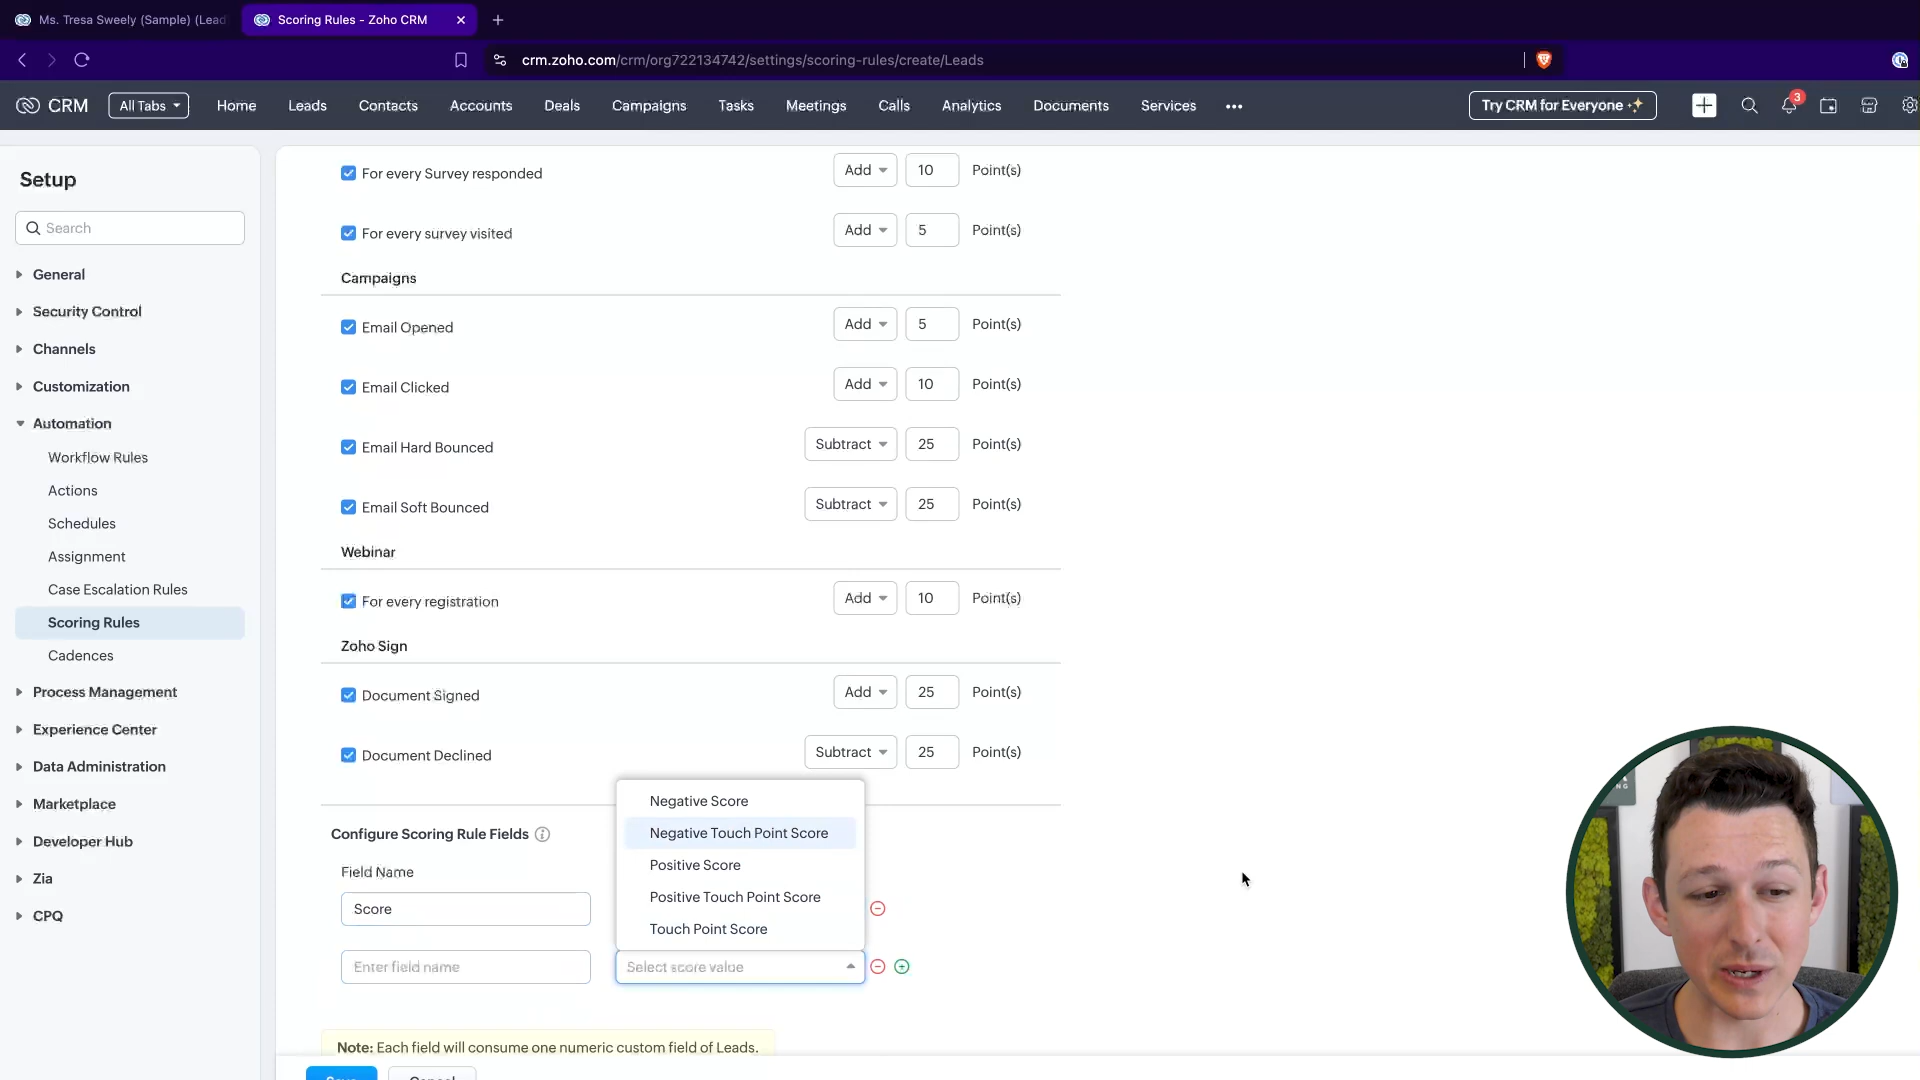 Ms. Tresa Sweely (Sample) (Lead
Scoring Rules - Zoho CRM
crm.zoho.com/crm/org722134742/settings/scoring-rules/create/Leads
CRM
All Tabs
Home
Leads
Contacts
Accounts
Deals
Campaigns
Tasks
Meetings
Calls
Analytics
Documents
Services
Try CRM for Everyone
3
Setup
Search
General
Security Control
Channels
Customization
Automation
Workflow Rules
Actions
Schedules
Assignment
Case Escalation Rules
Scoring Rules
Cadences
Process Management
Experience Center
Data Administration
Marketplace
Developer Hub
Zia
CPQ
For every Survey responded Add 10 Point(s)
For every survey visited Add 5 Point(s)
Campaigns
Email Opened Add 5 Point(s)
Email Clicked Add 10 Point(s)
Email Hard Bounced Subtract 25 Point(s)
Email Soft Bounced Subtract 25 Point(s)
Webinar
For every registration Add 10 Point(s)
Zoho Sign
Document Signed Add 25 Point(s)
Document Declined Subtract 25 Point(s)
Negative Score
Negative Touch Point Score
Positive Score
Positive Touch Point Score
Touch Point Score
Configure Scoring Rule Fields
Field Name
Score
Enter field name
Select score value
Note: Each field will consume one numeric custom field of Leads.
Save
Cancel